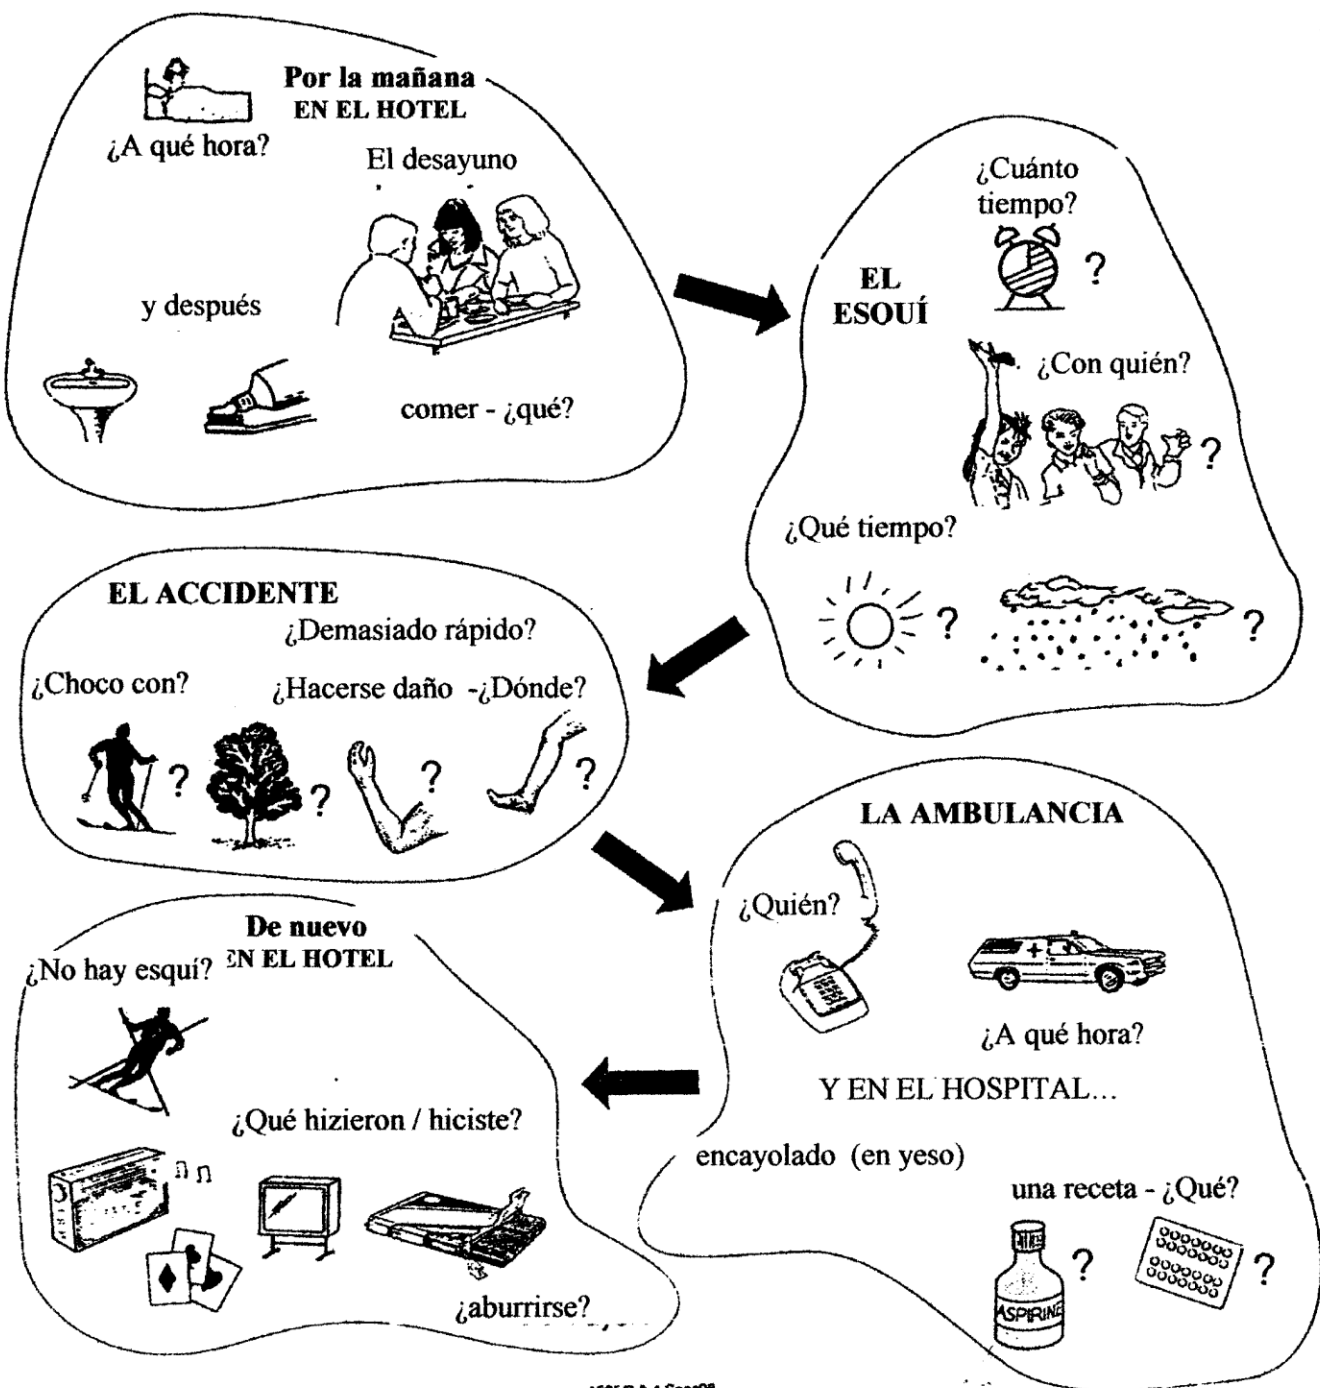 Por la mañana
EN EL HOTEL
¿A qué hora?
El desayuno
y después
comer - ¿qué?
EL
ESQUÍ
¿Cuánto
tiempo?
?
¿Con quién?
?
¿Qué tiempo?
?
?
EL ACCIDENTE
¿Demasiado rápido?
¿Choco con?
¿Hacerse daño -¿Dónde?
?
?
?
?
LA AMBULANCIA
¿Quién?
¿A qué hora?
Y EN EL HOSPITAL...
encayolado (en yeso)
una receta - ¿Qué?
?
?
ASPIRINE
De nuevo
EN EL HOTEL
¿No hay esquí?
¿Qué hizieron / hiciste?
¿aburrirse?